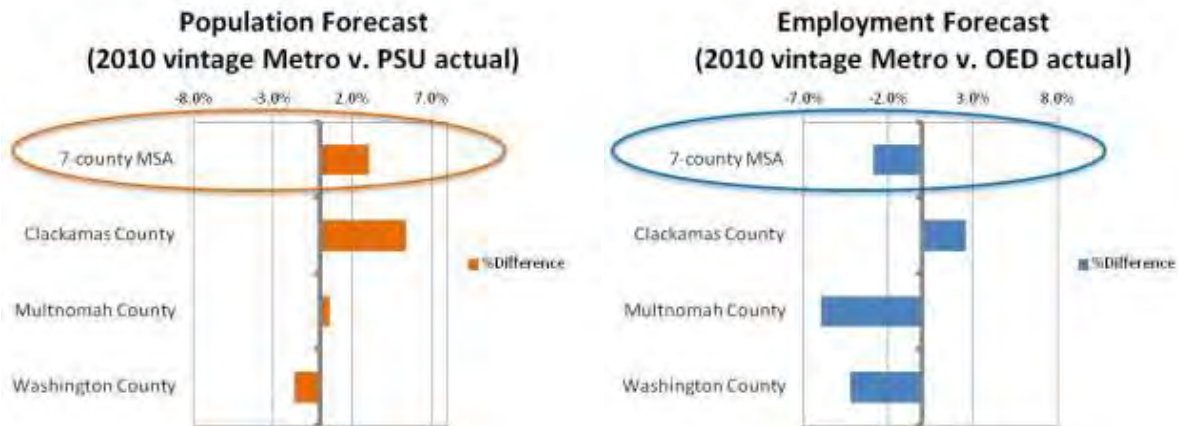 Population Forecast
(2010 vintage Metro v. PSU actual)
-8.0% -3.0% 2.0% 7.0%
7-county MSA
Clackamas County
Multnomah County
Washington County
%Difference
Employment Forecast
(2010 vintage Metro v. OED actual)
-7.0% -2.0% 3.0% 8.0%
7-county MSA
Clackamas County
Multnomah County
Washington County
%Difference